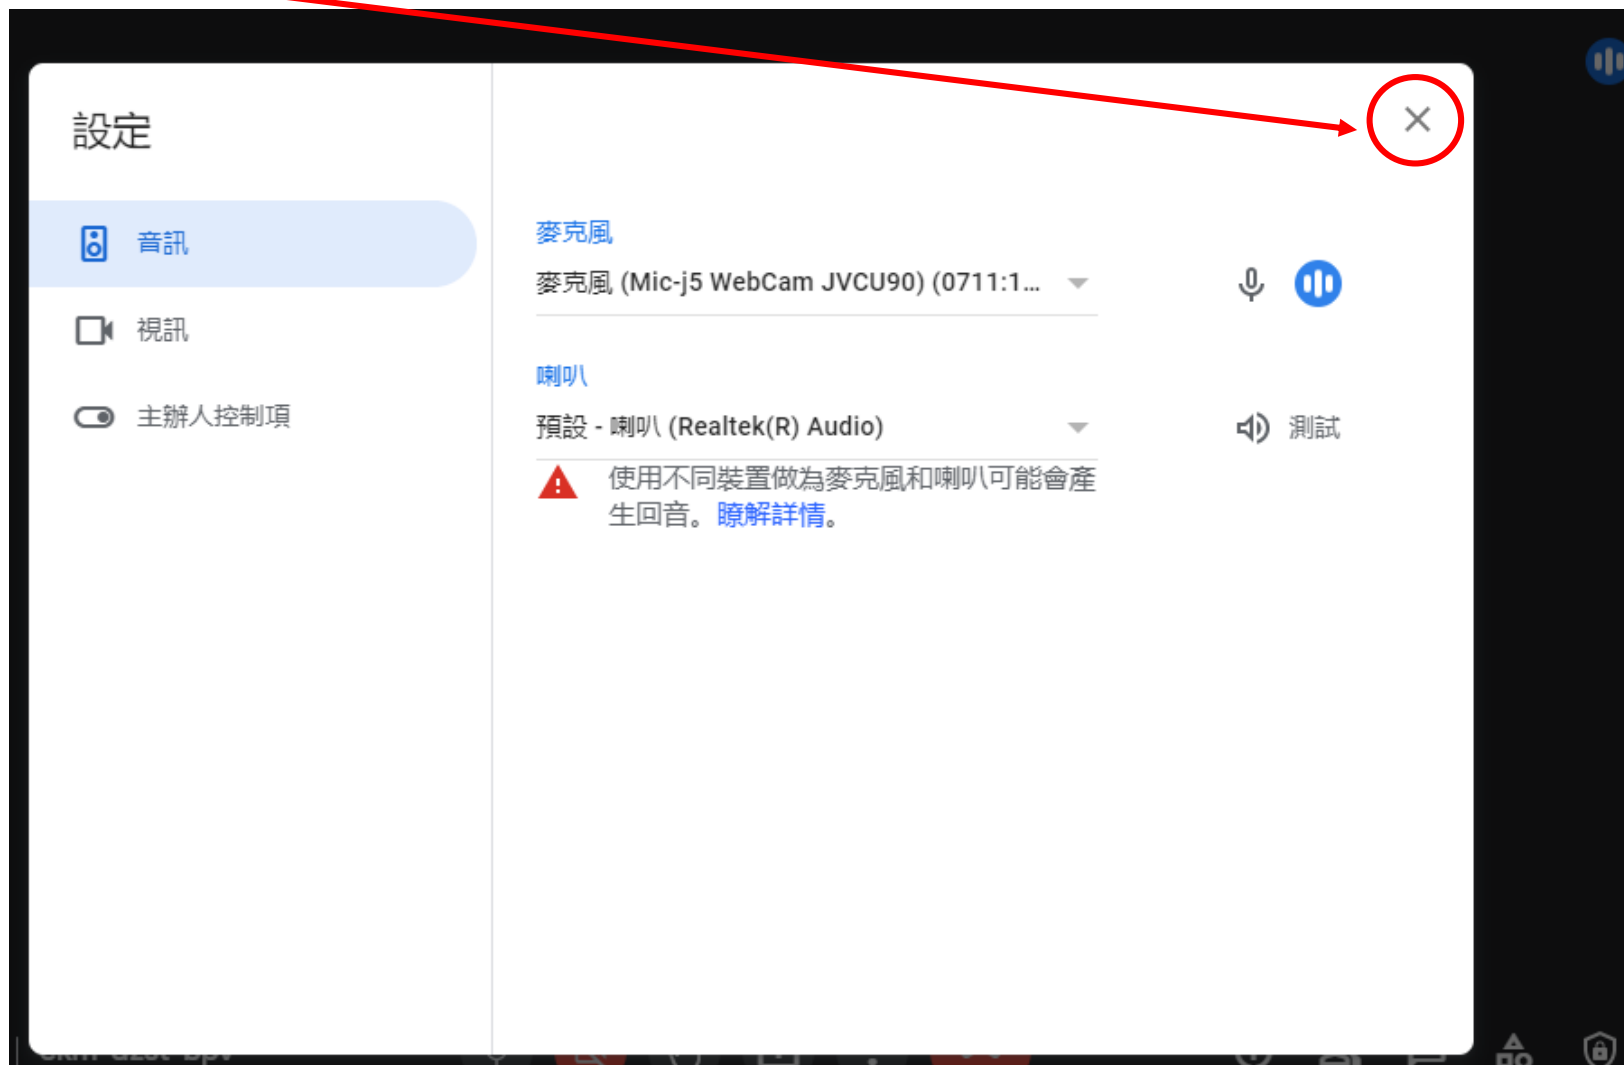 設定
音訊
視訊
主辦人控制項
麥克風
麥克風 (Mic-j5 WebCam JVCU90) (0711:1...
喇叭
預設 - 喇叭 (Realtek(R) Audio)
測試
使用不同裝置做為麥克風和喇叭可能會產
生回音。瞭解詳情。